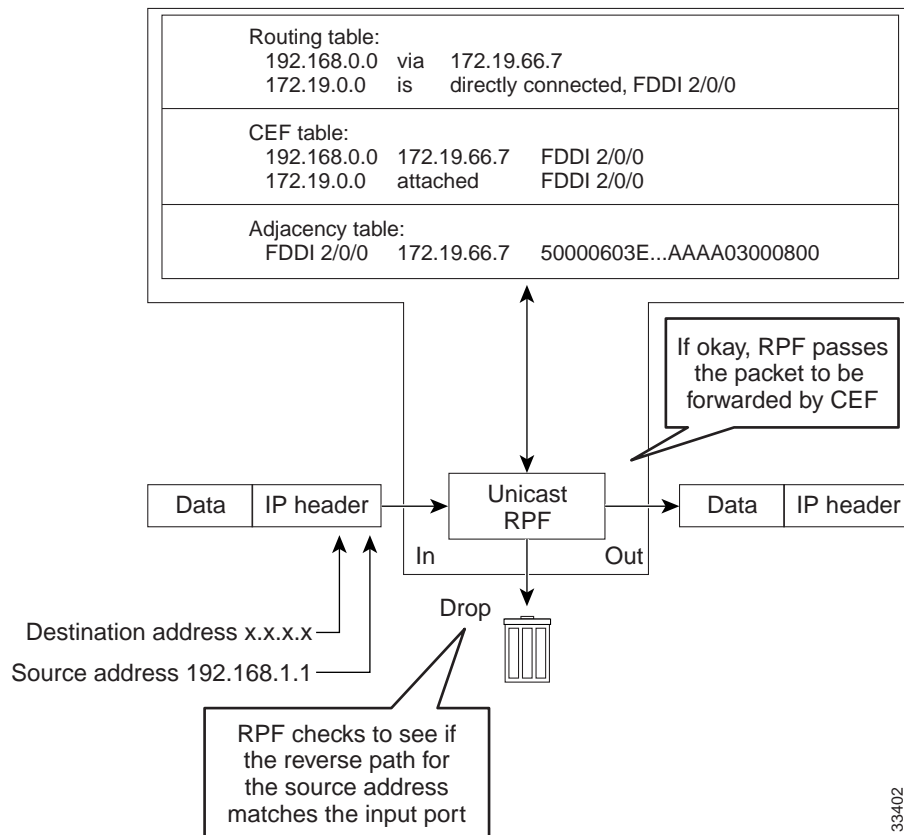 Routing table:
192.168.0.0 via 172.19.66.7
172.19.0.0 is directly connected, FDDI 2/0/0
CEF table:
192.168.0.0 172.19.66.7 FDDI 2/0/0
172.19.0.0 attached FDDI 2/0/0
Adjacency table:
FDDI 2/0/0 172.19.66.7 50000603E...AAAA03000800
If okay, RPF passes
the packet to be
forwarded by CEF
Data IP header
Unicast
RPF
Data IP header
In Out
Drop
Destination address x.x.x.x
Source address 192.168.1.1
RPF checks to see if
the reverse path for
the source address
matches the input port
33402